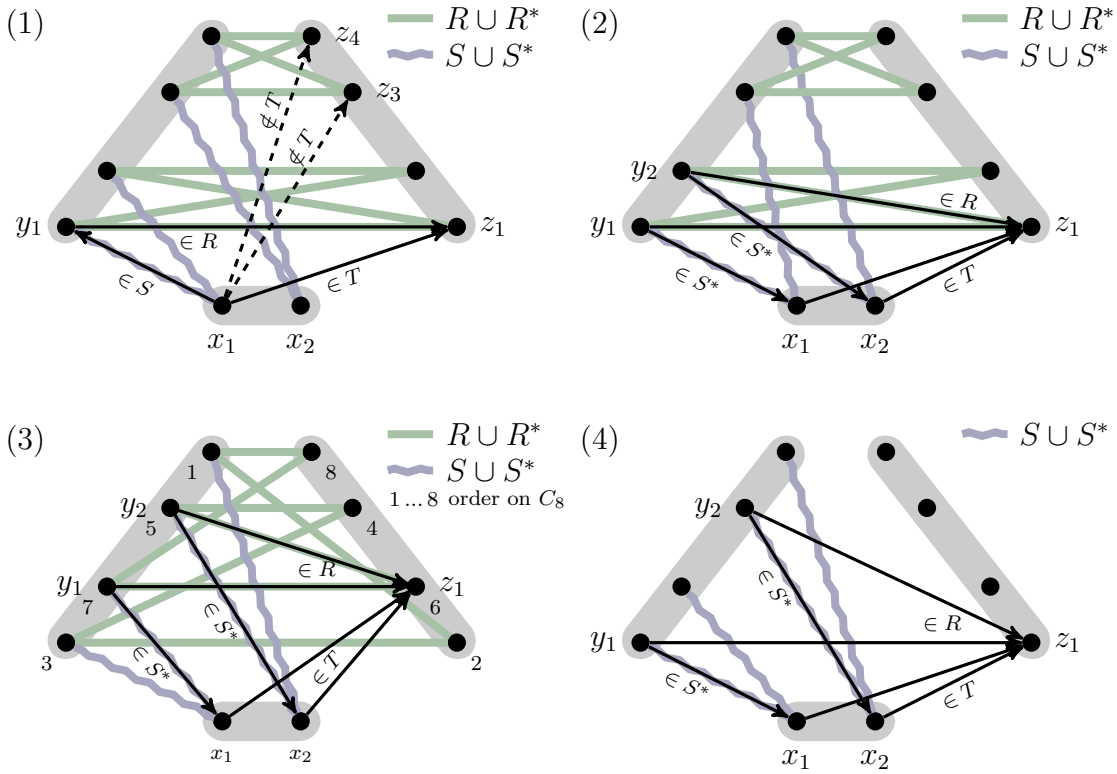 (1)
R ∪ R*
S ∪ S*
z₄
z₃
∉ T
∉ T
y₁
∈ R
z₁
∈ S
∈ T
x₁ x₂
(2)
R ∪ R*
S ∪ S*
y₂
∈ R
y₁
∈ S*
z₁
∈ S*
∈ T
x₁ x₂
(3)
R ∪ R*
S ∪ S*
1 ... 8 order on C₈
1 8
y₂
5 4
∈ R
y₁
7
z₁
6
∈ S*
∈ S*
3 2
∈ T
x₁ x₂
(4)
S ∪ S*
y₂
∈ S*
∈ R
y₁
z₁
∈ S*
∈ T
x₁ x₂